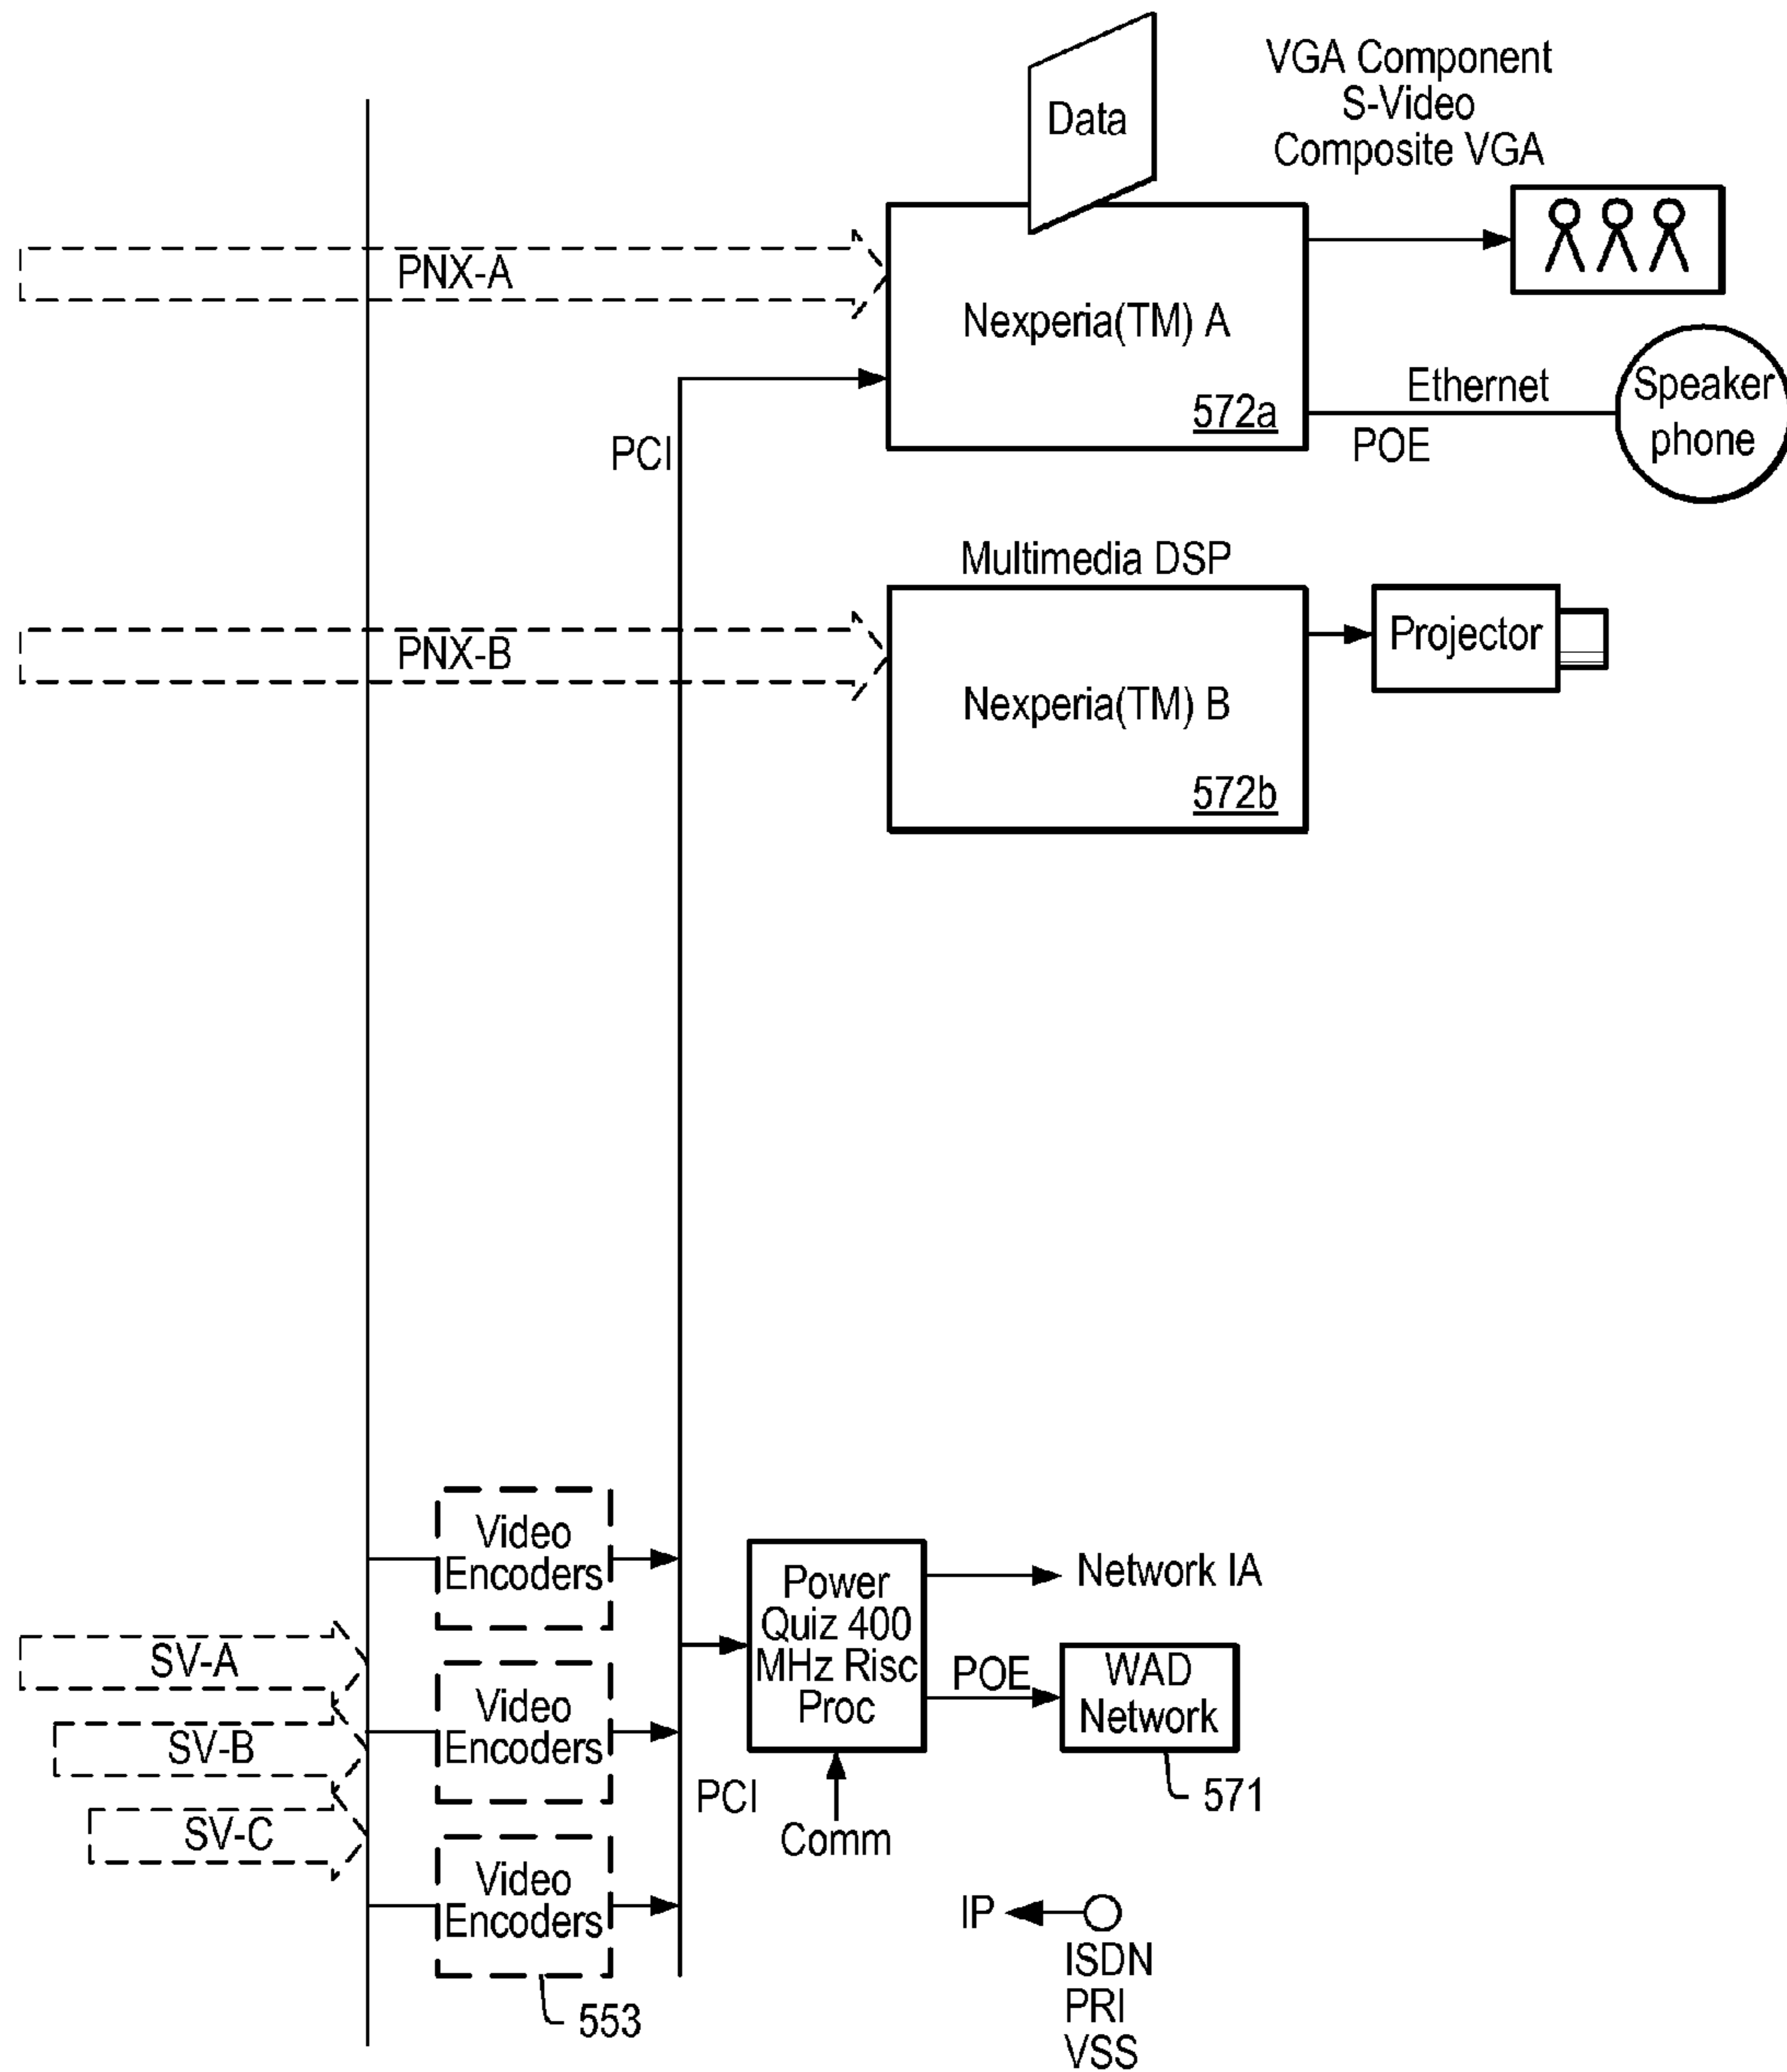 Data
VGA Component
S-Video
Composite VGA
PNX-A
Nexperia(TM) A
572a
Ethernet
POE
Speaker
phone
PCI
Multimedia DSP
PNX-B
Nexperia(TM) B
572b
Projector
Video
Encoders
Video
Encoders
Video
Encoders
553
SV-A
SV-B
SV-C
PCI
Power
Quiz 400
MHz Risc
Proc
Comm
Network IA
POE
WAD
Network
571
IP
ISDN
PRI
VSS